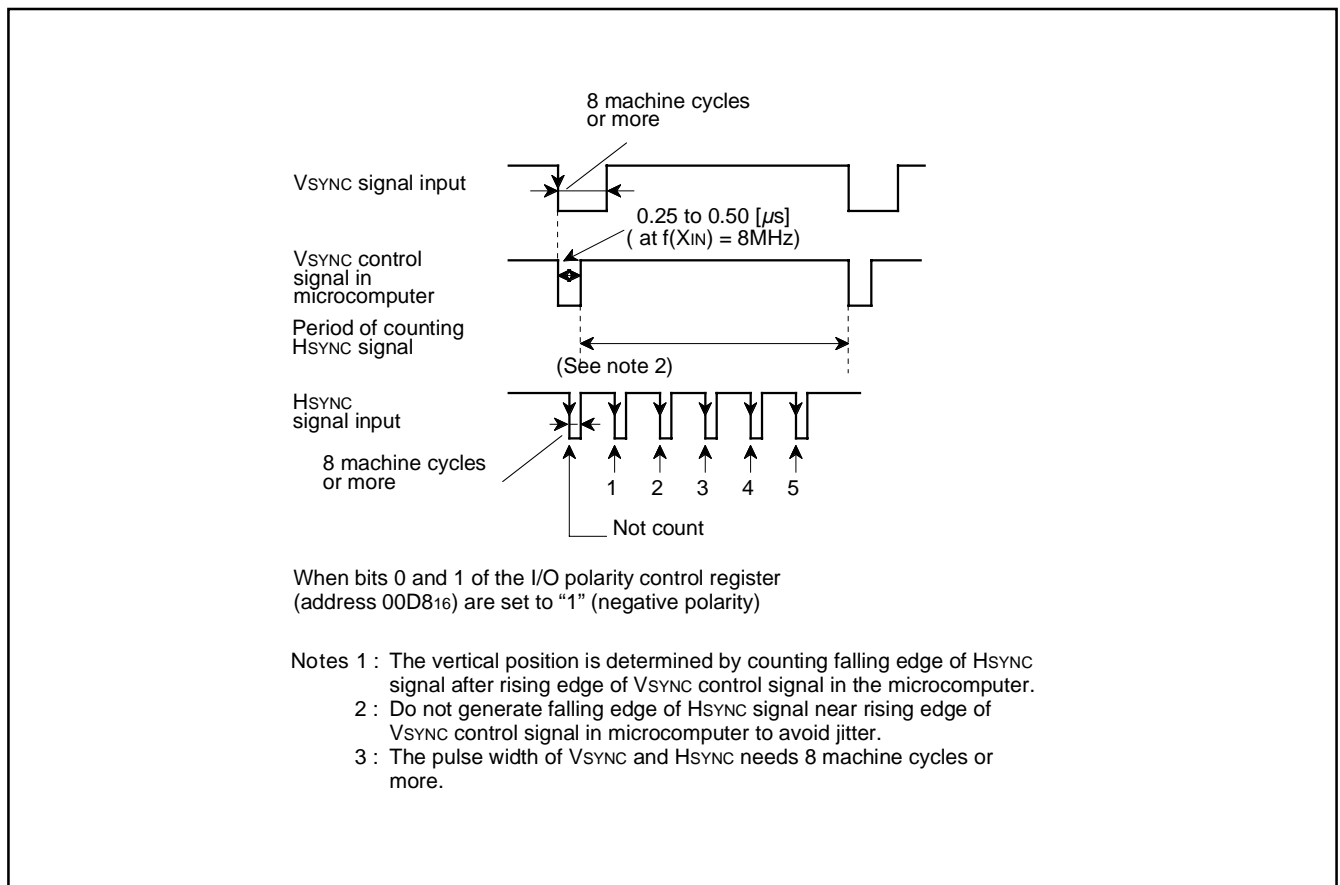 8 machine cycles
or more
VSYNC signal input
0.25 to 0.50 [µs]
( at f(XIN) = 8MHz)
VSYNC control
signal in
microcomputer
Period of counting
HSYNC signal
(See note 2)
HSYNC
signal input
8 machine cycles
or more
1 2 3 4 5
Not count
When bits 0 and 1 of the I/O polarity control register
(address 00D816) are set to “1” (negative polarity)
Notes 1 : The vertical position is determined by counting falling edge of HSYNC
signal after rising edge of VSYNC control signal in the microcomputer.
2 : Do not generate falling edge of HSYNC signal near rising edge of
VSYNC control signal in microcomputer to avoid jitter.
3 : The pulse width of VSYNC and HSYNC needs 8 machine cycles or
more.